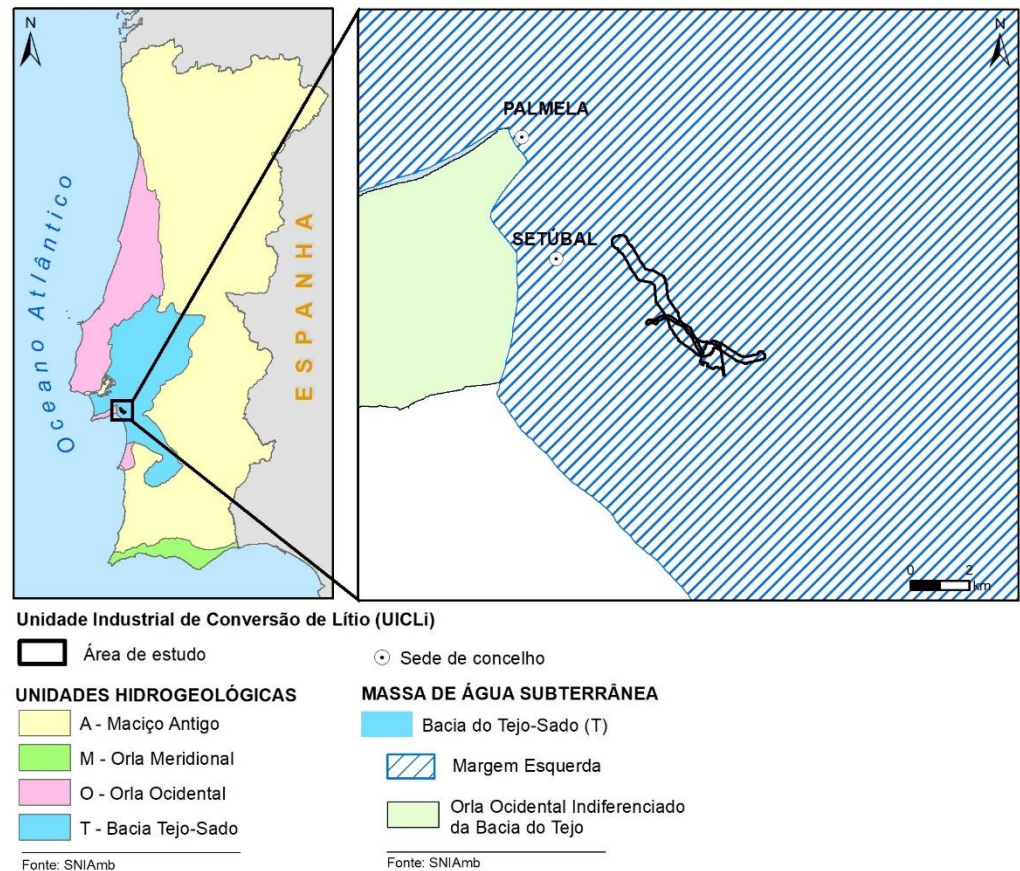 N
Oceano Atlântico
ESPANHA
N
PALMELA
SETÚBAL
0 2
km
Unidade Industrial de Conversão de Lítio (UICLi)
Área de estudo
Sede de concelho
UNIDADES HIDROGEOLÓGICAS
A - Maciço Antigo
M - Orla Meridional
O - Orla Ocidental
T - Bacia Tejo-Sado
Fonte: SNIAmb
MASSA DE ÁGUA SUBTERRÂNEA
Bacia do Tejo-Sado (T)
Margem Esquerda
Orla Ocidental Indiferenciado
da Bacia do Tejo
Fonte: SNIAmb